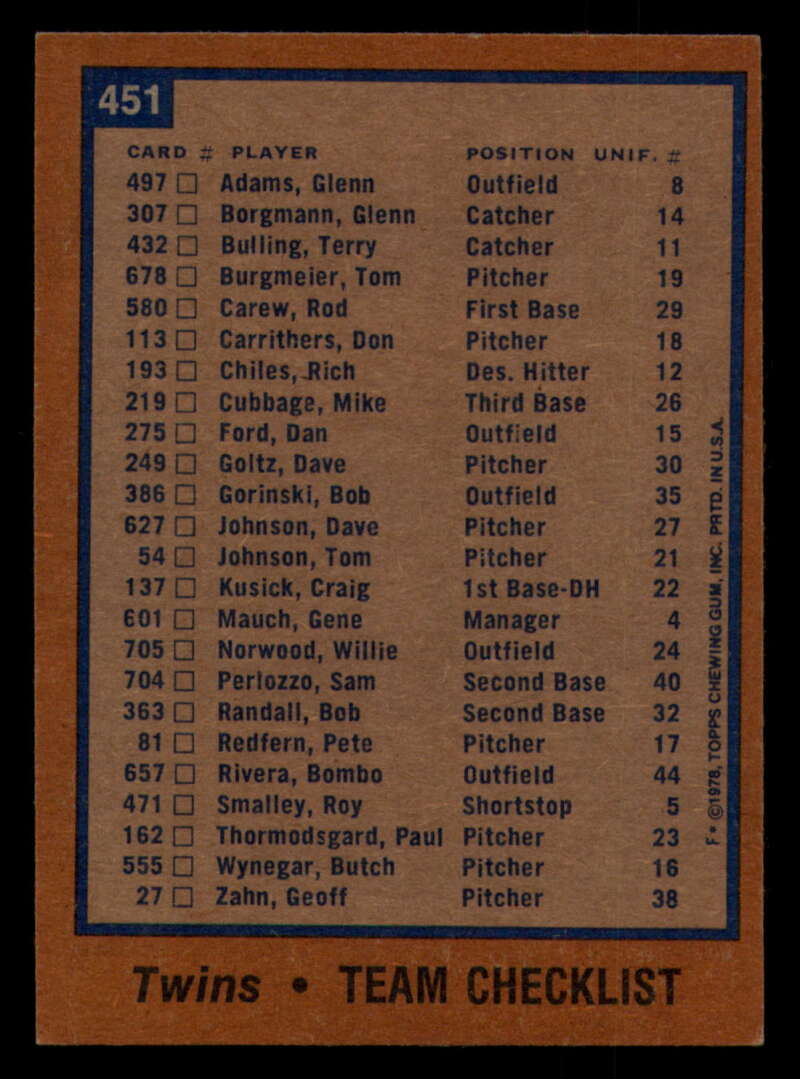 451
CARD # PLAYER POSITION UNIF. #
497 □ Adams, Glenn Outfield 8
307 □ Borgmann, Glenn Catcher 14
432 □ Bulling, Terry Catcher 11
678 □ Burgmeier, Tom Pitcher 19
580 □ Carew, Rod First Base 29
113 □ Carrithers, Don Pitcher 18
193 □ Chiles, Rich Des. Hitter 12
219 □ Cubbage, Mike Third Base 26
275 □ Ford, Dan Outfield 15
249 □ Goltz, Dave Pitcher 30
386 □ Gorinski, Bob Outfield 35
627 □ Johnson, Dave Pitcher 27
54 □ Johnson, Tom Pitcher 21
137 □ Kusick, Craig 1st Base-DH 22
601 □ Mauch, Gene Manager 4
705 □ Norwood, Willie Outfield 24
704 □ Perlozzo, Sam Second Base 40
363 □ Randall, Bob Second Base 32
81 □ Redfern, Pete Pitcher 17
657 □ Rivera, Bombo Outfield 44
471 □ Smalley, Roy Shortstop 5
162 □ Thormodsgard, Paul Pitcher 23
555 □ Wynegar, Butch Pitcher 16
27 □ Zahn, Geoff Pitcher 38
F* ©1978, TOPPS CHEWING GUM, INC. PRTD. IN U.S.A.
Twins • TEAM CHECKLIST